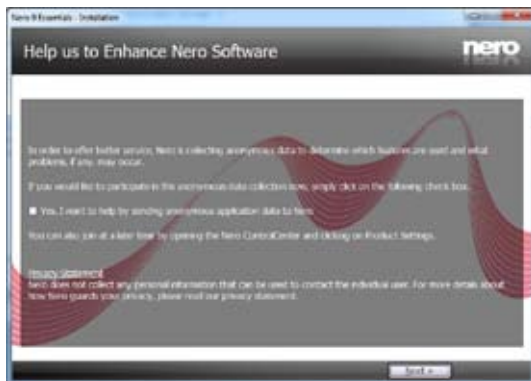 Nero 9 Essentials - Installation
Help us to Enhance Nero Software
nero
In order to offer better service, Nero is collecting anonymous data to determine which features are used and what
problems, if any, may occur.
If you would like to participate in this anonymous data collection now, simply click on the following check box.
Yes, I want to help by sending anonymous application data to Nero
You can also join at a later time by opening the Nero ControlCenter and clicking on Product Settings.
Privacy Statement
Nero does not collect any personal information that can be used to contact the individual user. For more details about
how Nero guards your privacy, please read our privacy statement.
Next >